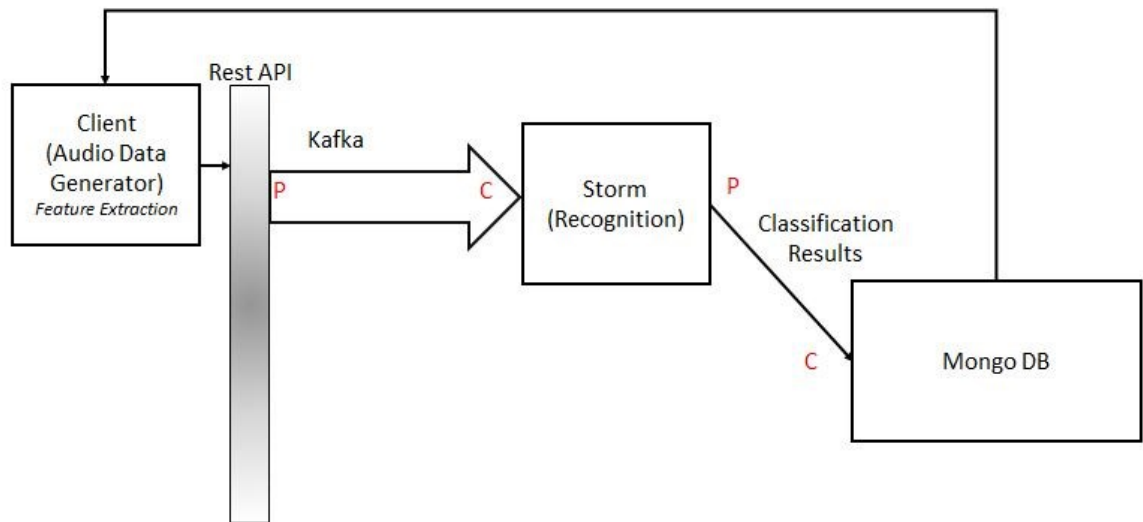 Rest API
Client
(Audio Data
Generator)
Feature Extraction
Kafka
P
C
Storm
(Recognition)
P
Classification
Results
C
Mongo DB